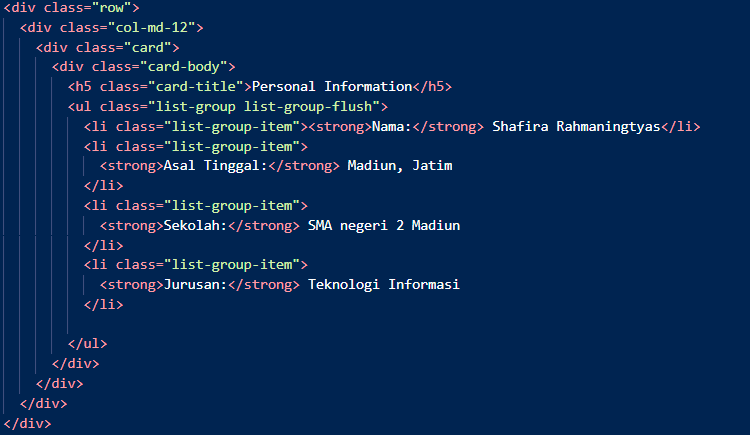 <div class="row">
<div class="col-md-12">
<div class="card">
<div class="card-body">
<h5 class="card-title">Personal Information</h5>
<ul class="list-group list-group-flush">
<li class="list-group-item"><strong>Nama:</strong> Shafira Rahmaningtyas</li>
<li class="list-group-item">
<strong>Asal Tinggal:</strong> Madiun, Jatim
</li>
<li class="list-group-item">
<strong>Sekolah:</strong> SMA negeri 2 Madiun
</li>
<li class="list-group-item">
<strong>Jurusan:</strong> Teknologi Informasi
</li>
</ul>
</div>
</div>
</div>
</div>